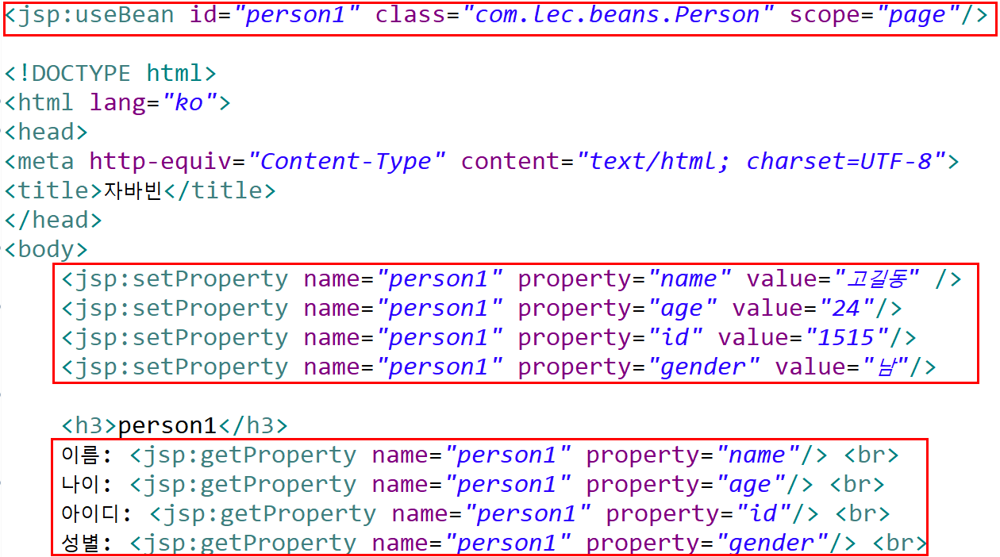 <jsp:useBean id="person1" class="com.lec.beans.Person" scope="page"/>
<!DOCTYPE html>
<html lang="ko">
<head>
<meta http-equiv="Content-Type" content="text/html; charset=UTF-8">
<title>자바빈</title>
</head>
<body>
<jsp:setProperty name="person1" property="name" value="고길동" />
<jsp:setProperty name="person1" property="age" value="24"/>
<jsp:setProperty name="person1" property="id" value="1515"/>
<jsp:setProperty name="person1" property="gender" value="남"/>
<h3>person1</h3>
이름: <jsp:getProperty name="person1" property="name"/> <br>
나이: <jsp:getProperty name="person1" property="age"/> <br>
아이디: <jsp:getProperty name="person1" property="id"/> <br>
성별: <jsp:getProperty name="person1" property="gender"/> <br>